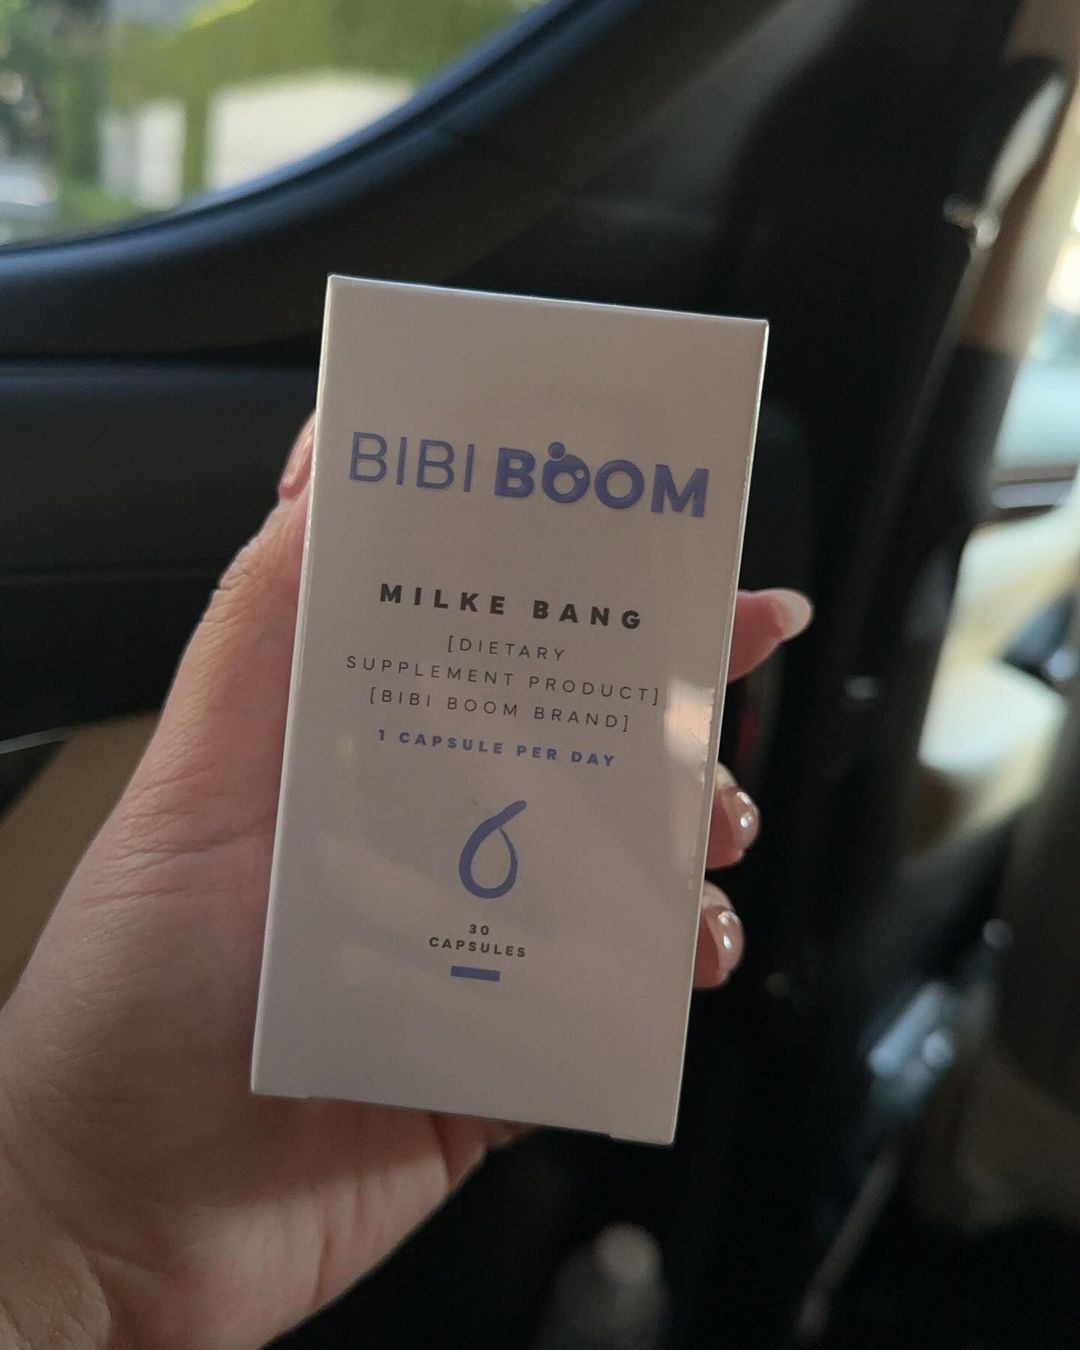 BIBI BOOM
MILKE BANG
[DIETARY
SUPPLEMENT PRODUCT]
[BIBI BOOM BRAND]
1 CAPSULE PER DAY
30
CAPSULES